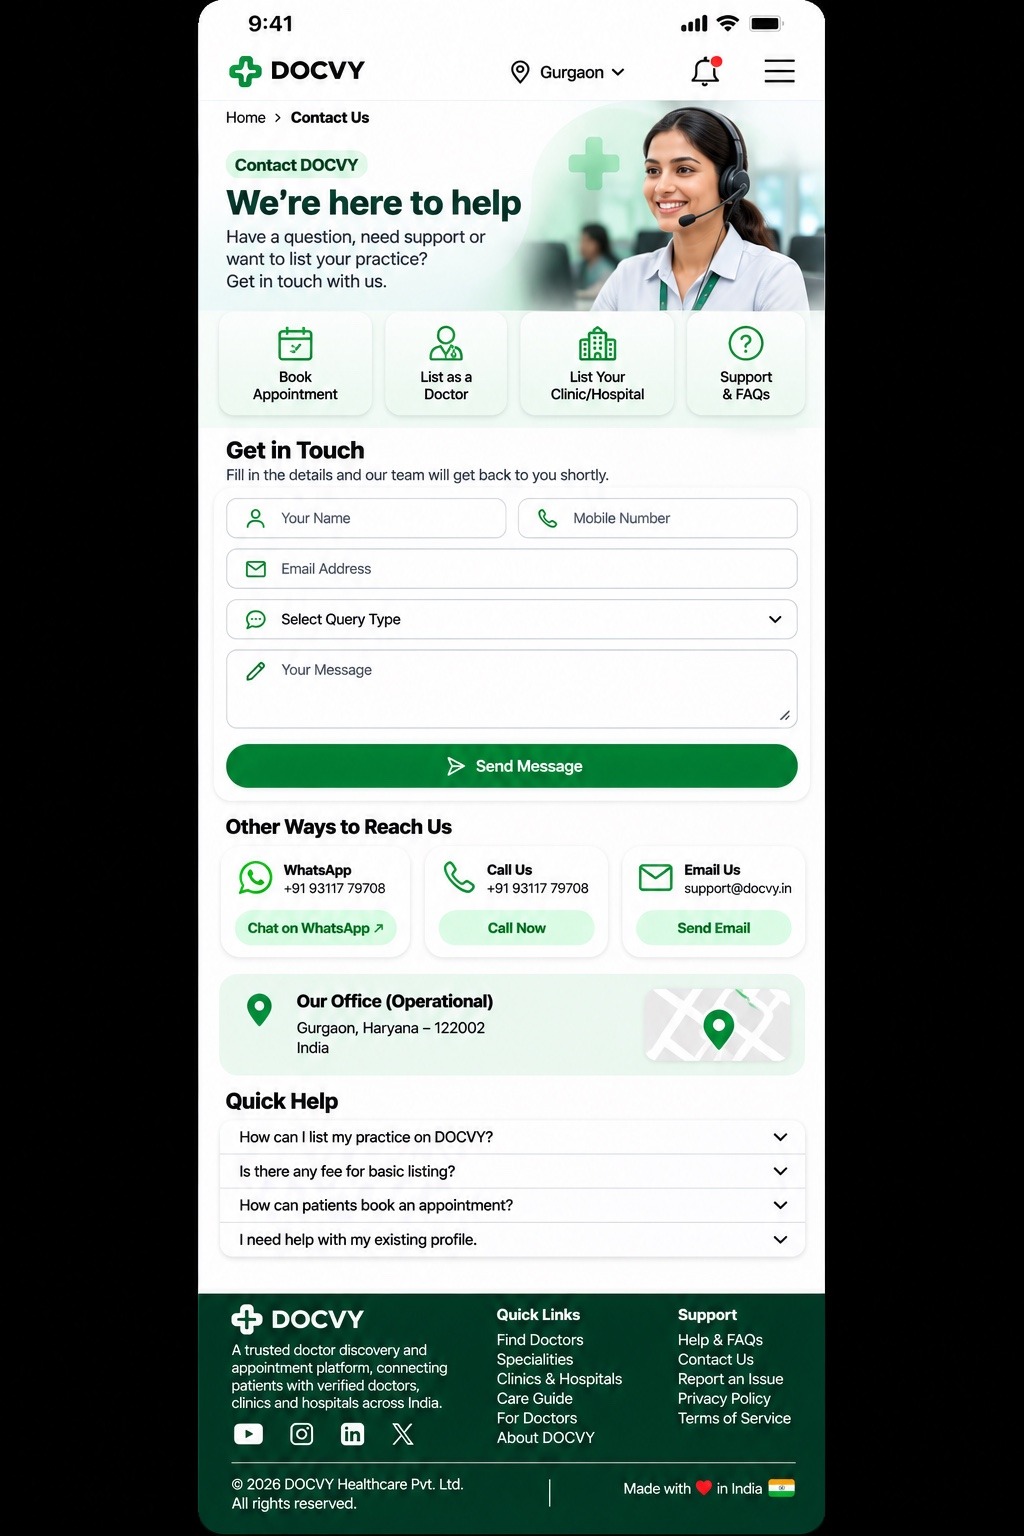 9:41
DOCVY
Gurgaon
Home > Contact Us
Contact DOCVY
We're here to help
Have a question, need support or
want to list your practice?
Get in touch with us.
Book
Appointment
List as a
Doctor
List Your
Clinic/Hospital
Support
& FAQs
Get in Touch
Fill in the details and our team will get back to you shortly.
Your Name
Mobile Number
Email Address
Select Query Type
Your Message
Send Message
Other Ways to Reach Us
WhatsApp
+91 93117 79708
Chat on WhatsApp ↗
Call Us
+91 93117 79708
Call Now
Email Us
support@docvy.in
Send Email
Our Office (Operational)
Gurgaon, Haryana – 122002
India
Quick Help
How can I list my practice on DOCVY?
Is there any fee for basic listing?
How can patients book an appointment?
I need help with my existing profile.
DOCVY
A trusted doctor discovery and
appointment platform, connecting
patients with verified doctors,
clinics and hospitals across India.
Quick Links
Find Doctors
Specialities
Clinics & Hospitals
Care Guide
For Doctors
About DOCVY
Support
Help & FAQs
Contact Us
Report an Issue
Privacy Policy
Terms of Service
© 2026 DOCVY Healthcare Pvt. Ltd.
All rights reserved.
Made with ❤️ in India 🇮🇳